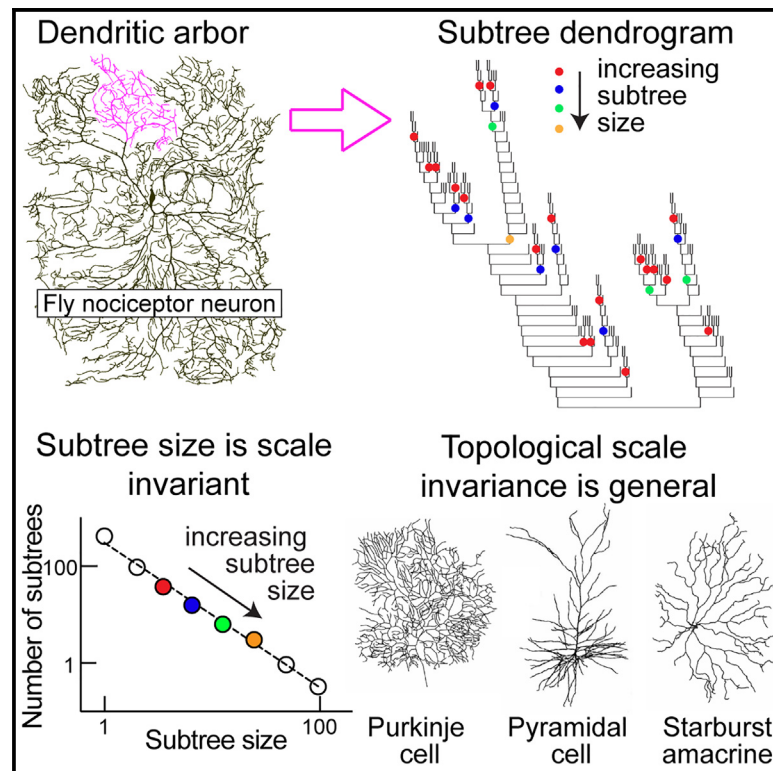 Dendritic arbor
Fly nociceptor neuron
Subtree dendrogram
increasing
subtree
size
Subtree size is scale
invariant
Number of subtrees
100
1
increasing
subtree
size
1
100
Subtree size
Topological scale
invariance is general
Purkinje
cell
Pyramidal
cell
Starburst
amacrine